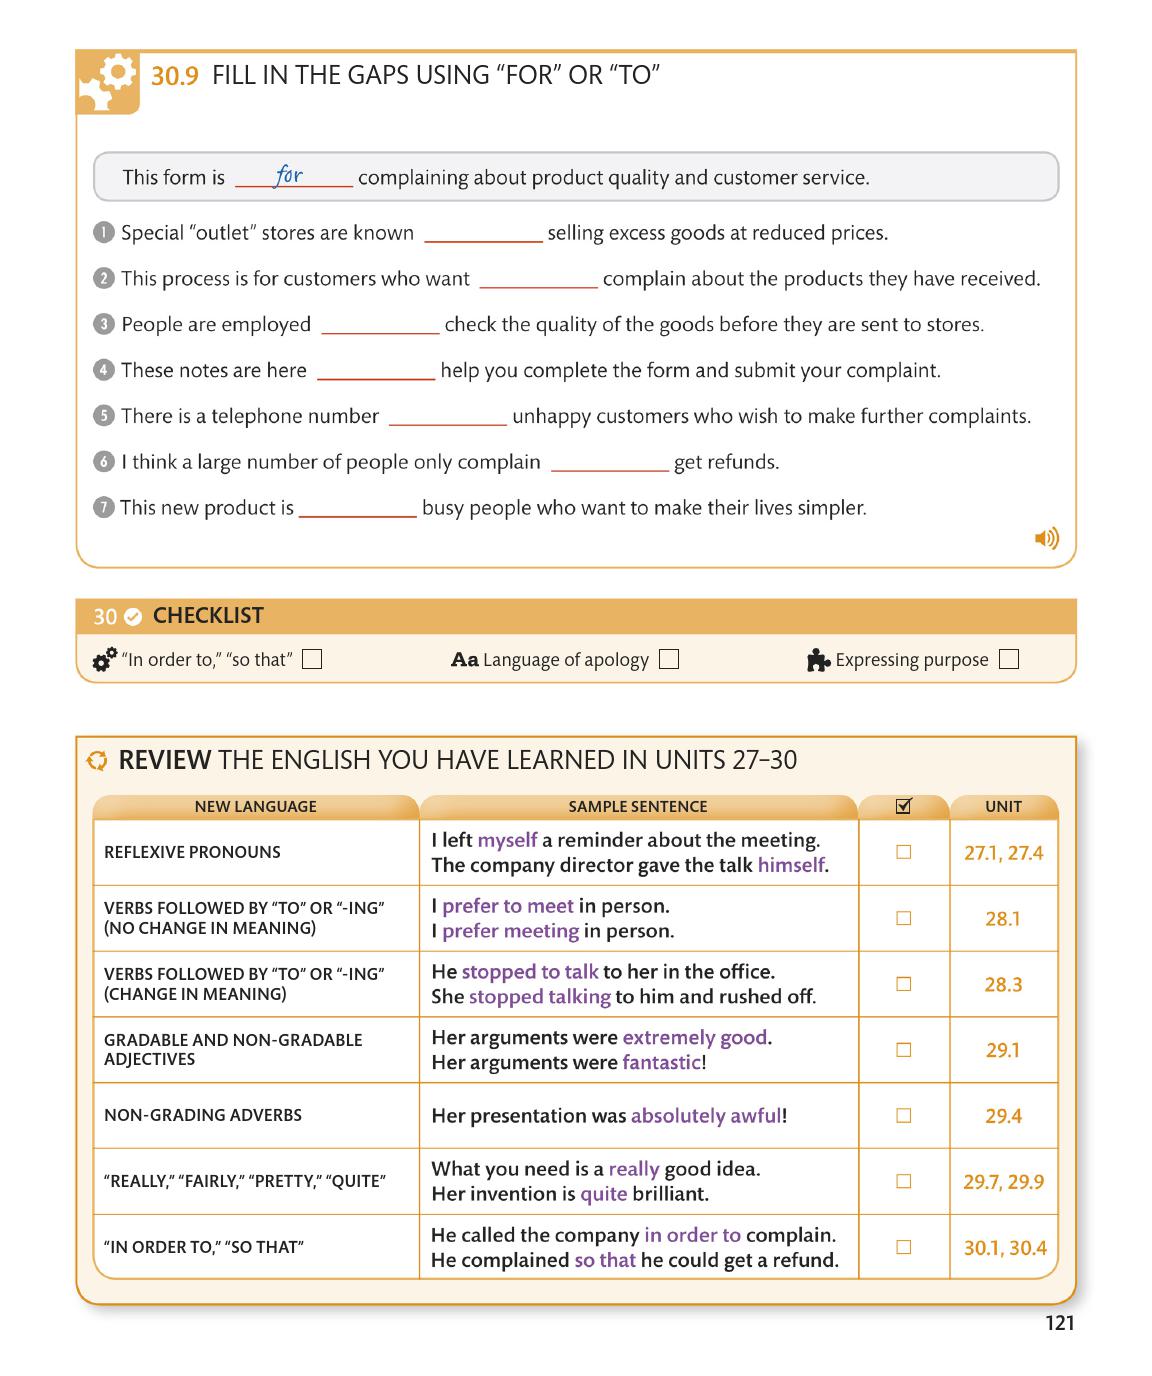 30.9 FILL IN THE GAPS USING “FOR” OR “TO”
This form is for complaining about product quality and customer service.
1 Special “outlet” stores are known __________ selling excess goods at reduced prices.
2 This process is for customers who want __________ complain about the products they have received.
3 People are employed __________ check the quality of the goods before they are sent to stores.
4 These notes are here __________ help you complete the form and submit your complaint.
5 There is a telephone number __________ unhappy customers who wish to make further complaints.
6 I think a large number of people only complain __________ get refunds.
7 This new product is __________ busy people who want to make their lives simpler.
30 CHECKLIST
“In order to,” “so that” Aa Language of apology Expressing purpose
REVIEW THE ENGLISH YOU HAVE LEARNED IN UNITS 27–30
NEW LANGUAGE SAMPLE SENTENCE UNIT
REFLEXIVE PRONOUNS
I left myself a reminder about the meeting.
The company director gave the talk himself.
27.1, 27.4
VERBS FOLLOWED BY “TO” OR “-ING”
(NO CHANGE IN MEANING)
I prefer to meet in person.
I prefer meeting in person.
28.1
VERBS FOLLOWED BY “TO” OR “-ING”
(CHANGE IN MEANING)
He stopped to talk to her in the office.
She stopped talking to him and rushed off.
28.3
GRADABLE AND NON-GRADABLE
ADJECTIVES
Her arguments were extremely good.
Her arguments were fantastic!
29.1
NON-GRADING ADVERBS
Her presentation was absolutely awful!
29.4
“REALLY,” “FAIRLY,” “PRETTY,” “QUITE”
What you need is a really good idea.
Her invention is quite brilliant.
29.7, 29.9
“IN ORDER TO,” “SO THAT”
He called the company in order to complain.
He complained so that he could get a refund.
30.1, 30.4
121